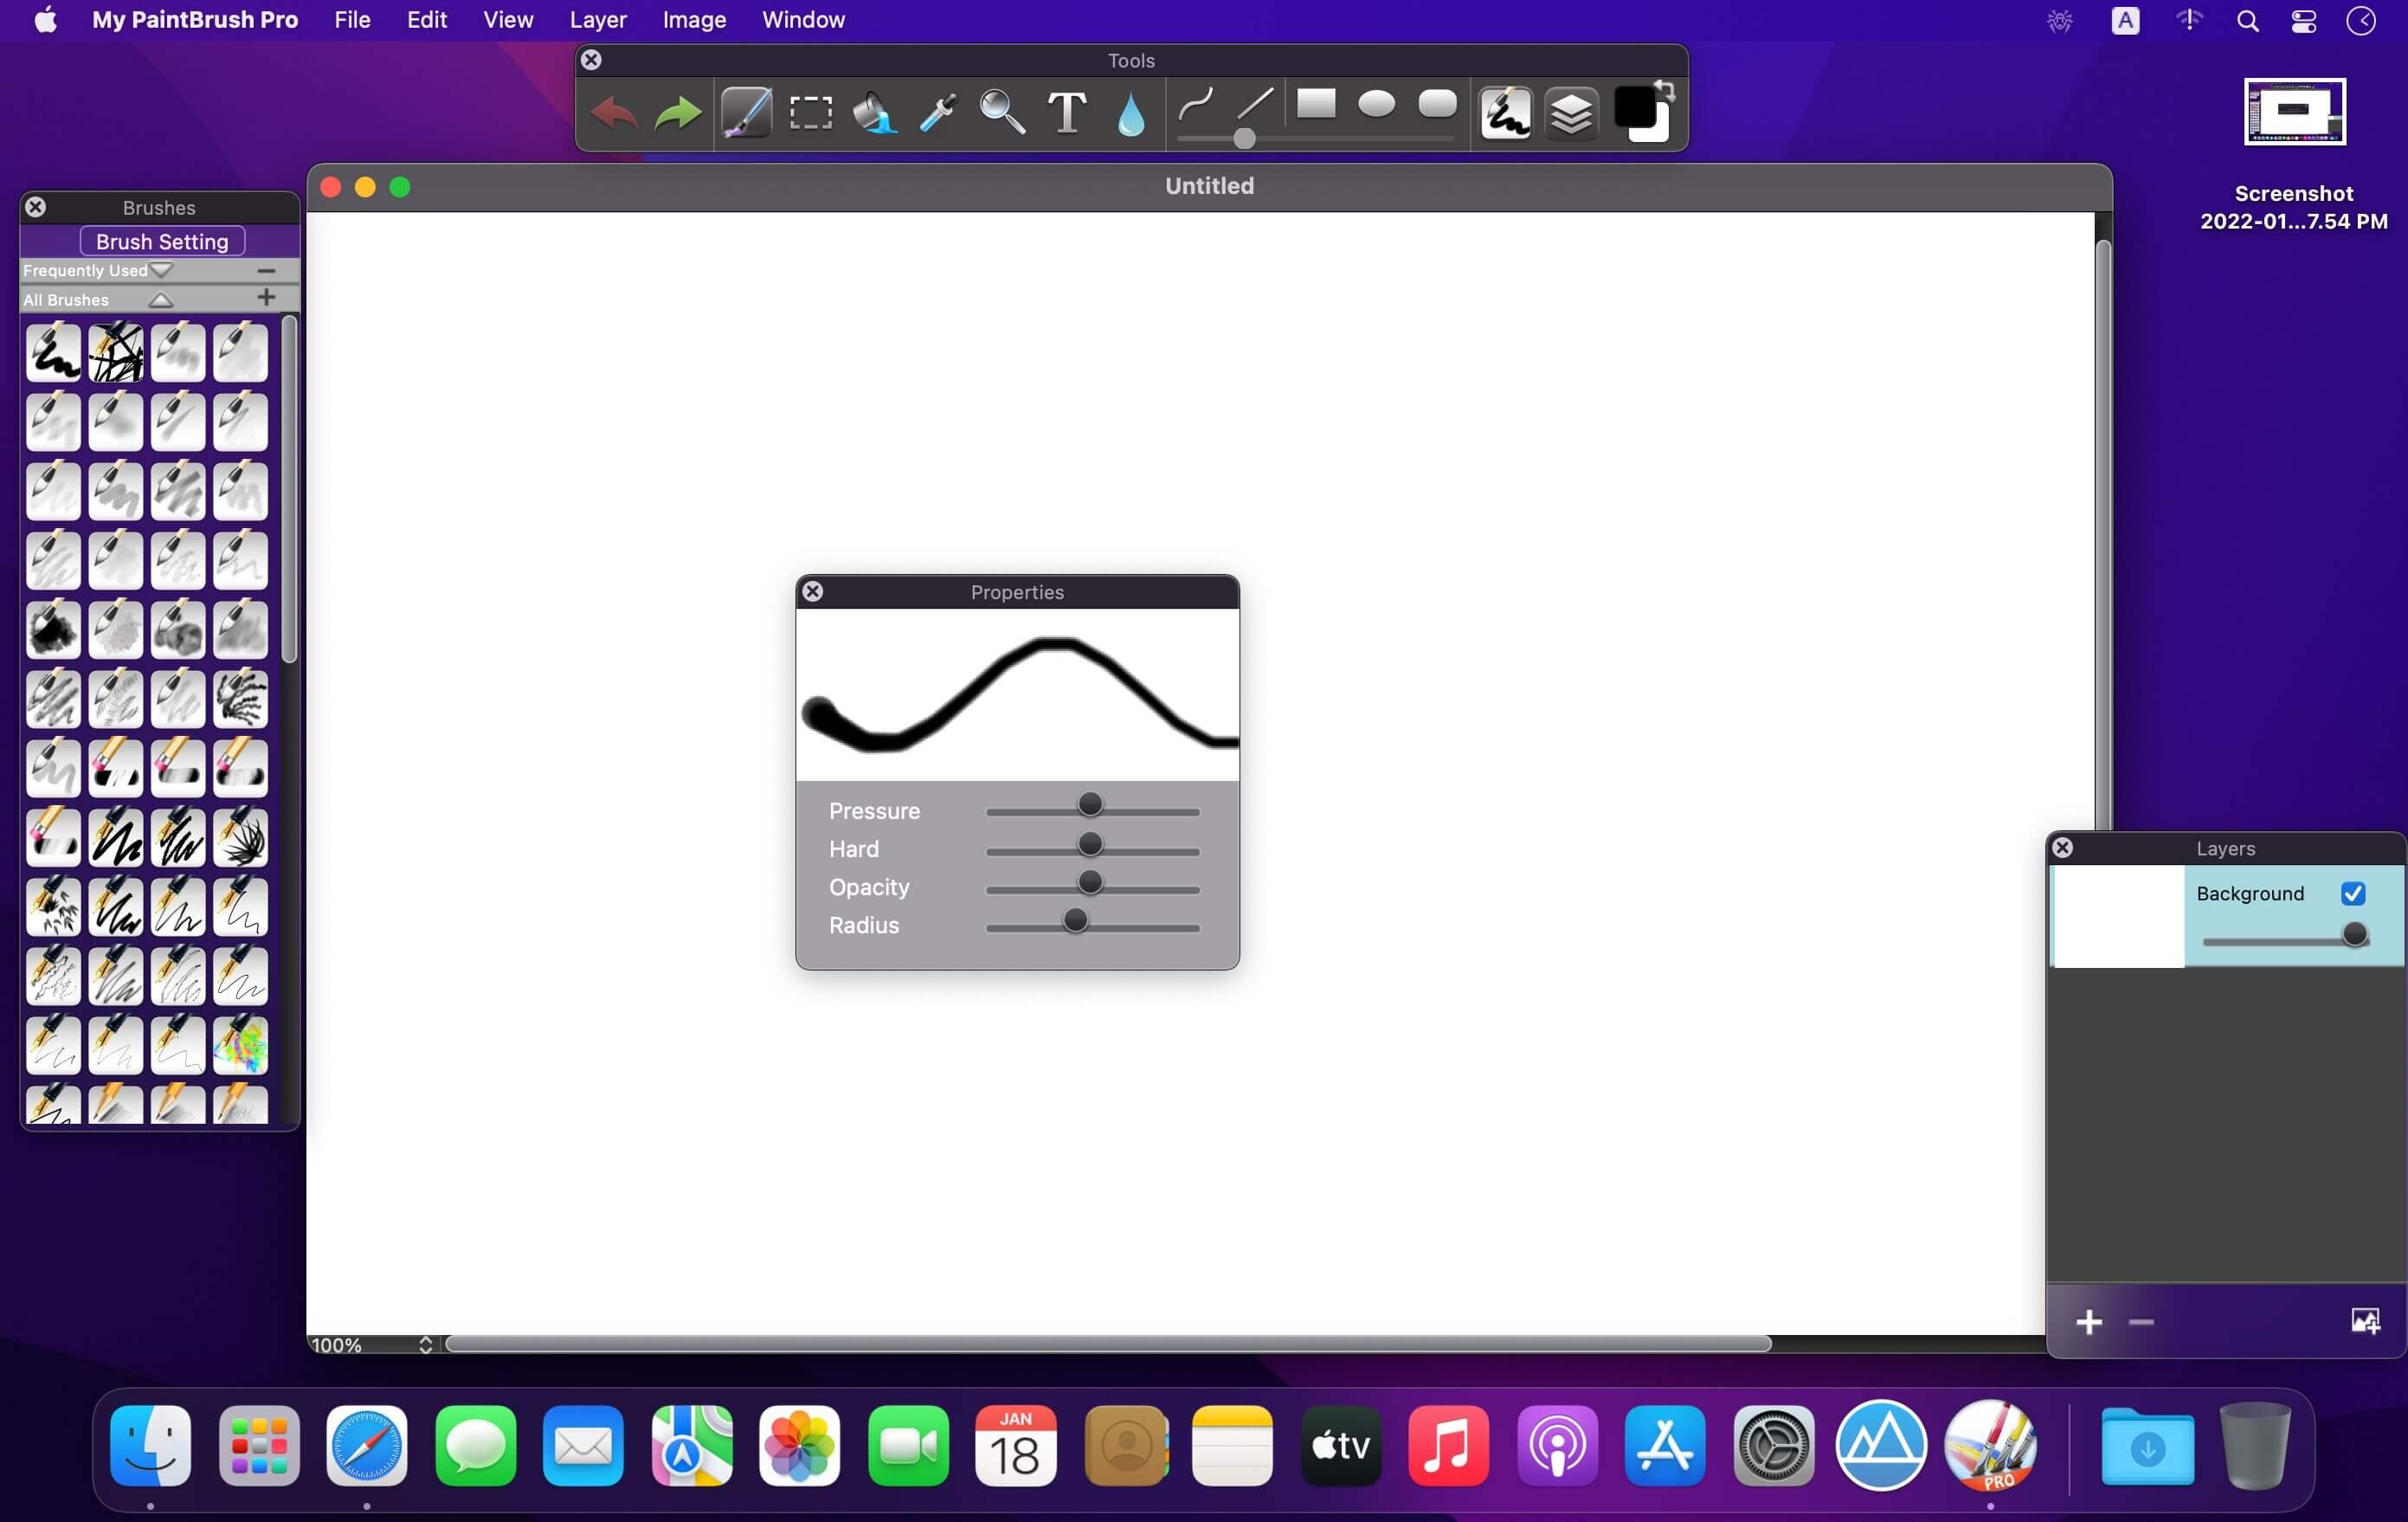 My PaintBrush Pro File Edit View Layer Image Window
A
Tools
T
Screenshot
2022-01...7.54 PM
Untitled
Brushes
Brush Setting
Frequently Used
All Brushes
Properties
Pressure
Hard
Opacity
Radius
Layers
Background
100%
JAN
18
tv
PRO